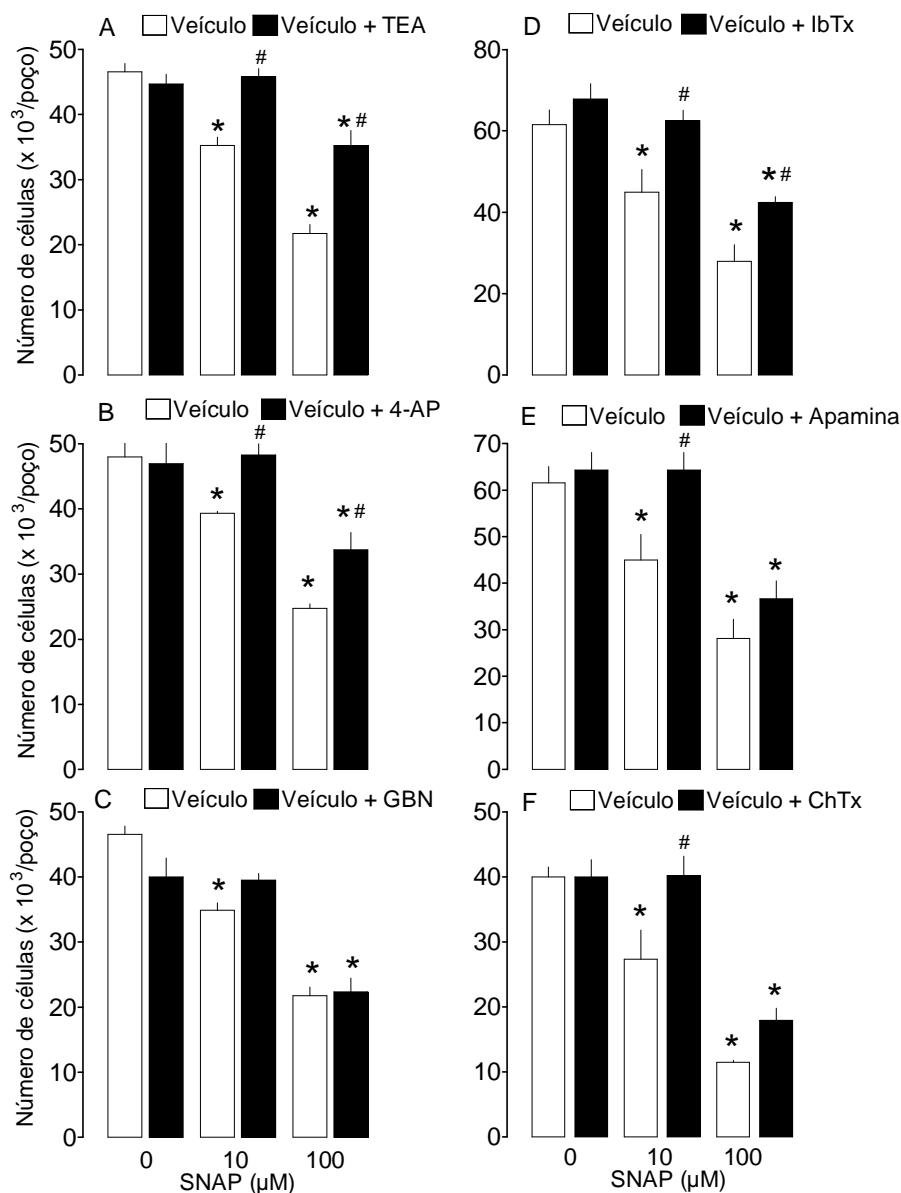 A Veículo Veículo + TEA
Número de células (x 10³/poço)
50
40
30
20
10
0
* # * * #
B Veículo Veículo + 4-AP
Número de células (x 10³/poço)
50
40
30
20
10
0
* # * * #
C Veículo Veículo + GBN
Número de células (x 10³/poço)
50
40
30
20
10
0
* * *
0 10 100
SNAP (µM)
D Veículo Veículo + IbTx
80
60
40
20
0
* # * * #
E Veículo Veículo + Apamina
70
60
50
40
30
20
10
0
* # * *
F Veículo Veículo + ChTx
50
40
30
20
10
0
* # * *
0 10 100
SNAP (µM)